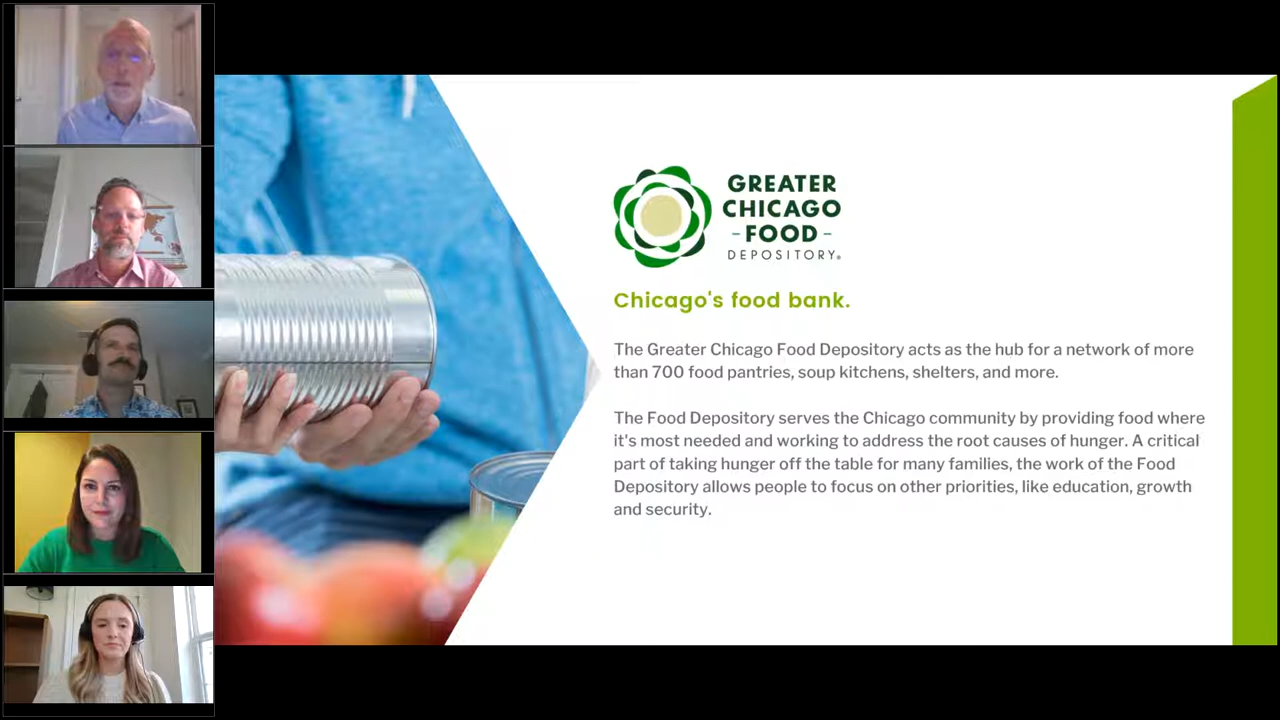 GREATER
CHICAGO
- FOOD -
DEPOSITORY®
Chicago's food bank.
The Greater Chicago Food Depository acts as the hub for a network of more
than 700 food pantries, soup kitchens, shelters, and more.
The Food Depository serves the Chicago community by providing food where
it's most needed and working to address the root causes of hunger. A critical
part of taking hunger off the table for many families, the work of the Food
Depository allows people to focus on other priorities, like education, growth
and security.